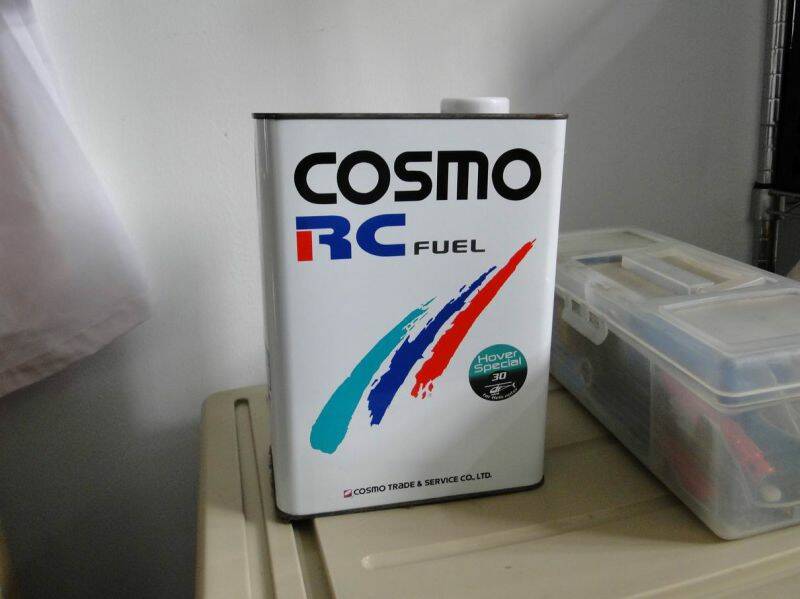 COSMO
RC FUEL
Hover
Special
30
COSMO TRADE & SERVICE CO., LTD.